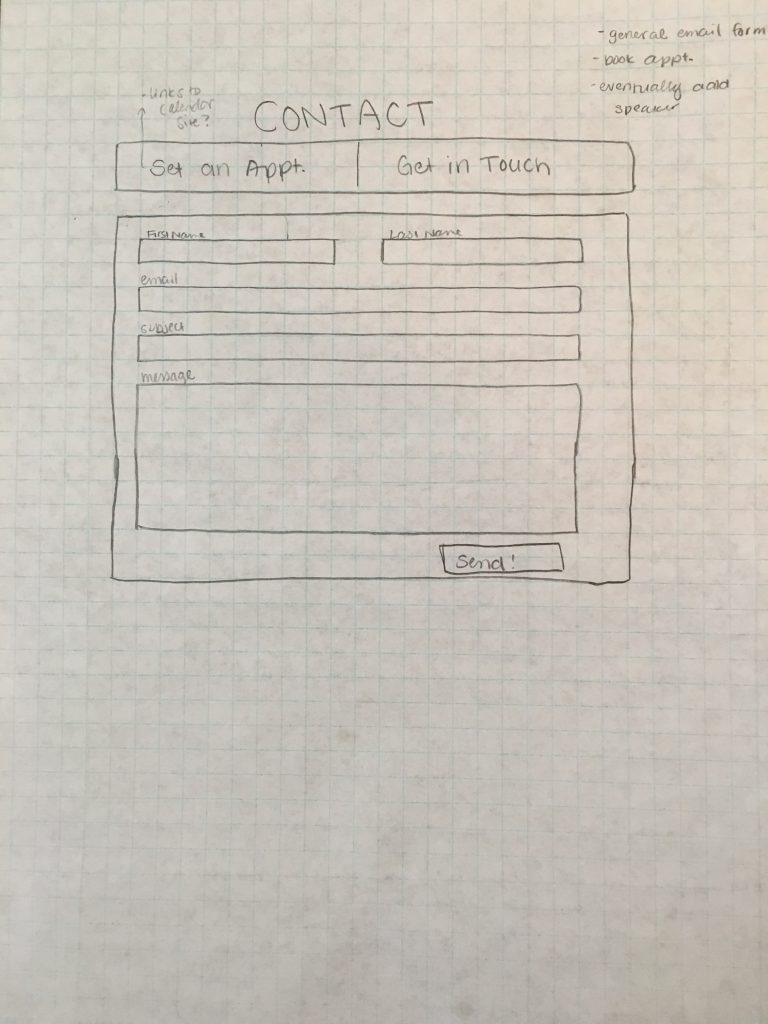 - general email form
- book appt.
- eventually add
speaker
- links to
calendar
site?
CONTACT
Set an Appt.
Get in Touch
First Name
Last Name
email
subject
message
Send!